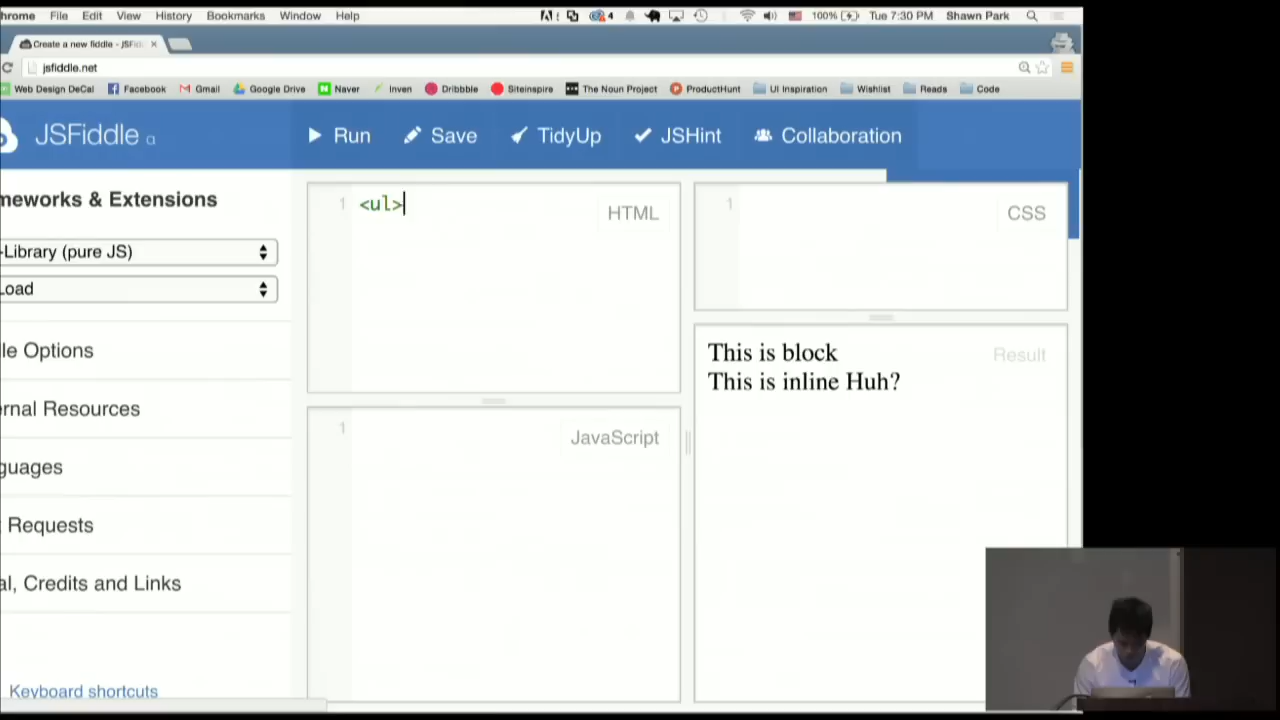 hrome File Edit View History Bookmarks Window Help 4 100% Tue 7:30 PM Shawn Park
Create a new fiddle - JSFid
jsfiddle.net
Web Design DeCal Facebook Gmail Google Drive Naver Inven Dribbble Siteinspire The Noun Project ProductHunt UI Inspiration Wishlist Reads Code
JSFiddle α Run Save TidyUp JSHint Collaboration
meworks & Extensions
-Library (pure JS)
Load
le Options
ernal Resources
guages
Requests
al, Credits and Links
Keyboard shortcuts
1 <ul>
HTML
1
CSS
1
JavaScript
This is block
This is inline Huh?
Result